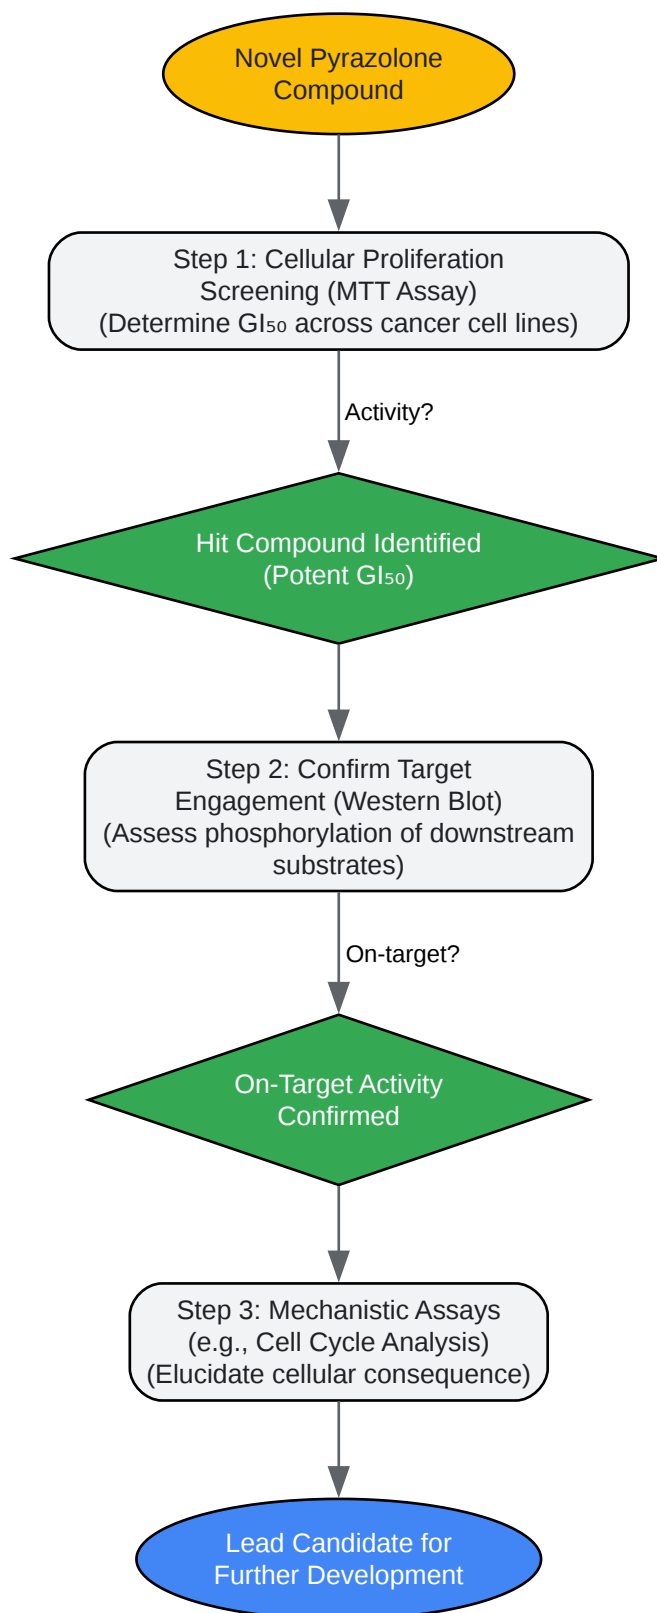 Novel Pyrazolone
Compound
Step 1: Cellular Proliferation
Screening (MTT Assay)
(Determine GI₅₀ across cancer cell lines)
Activity?
Hit Compound Identified
(Potent GI₅₀)
Step 2: Confirm Target
Engagement (Western Blot)
(Assess phosphorylation of downstream
substrates)
On-target?
On-Target Activity
Confirmed
Step 3: Mechanistic Assays
(e.g., Cell Cycle Analysis)
(Elucidate cellular consequence)
Lead Candidate for
Further Development